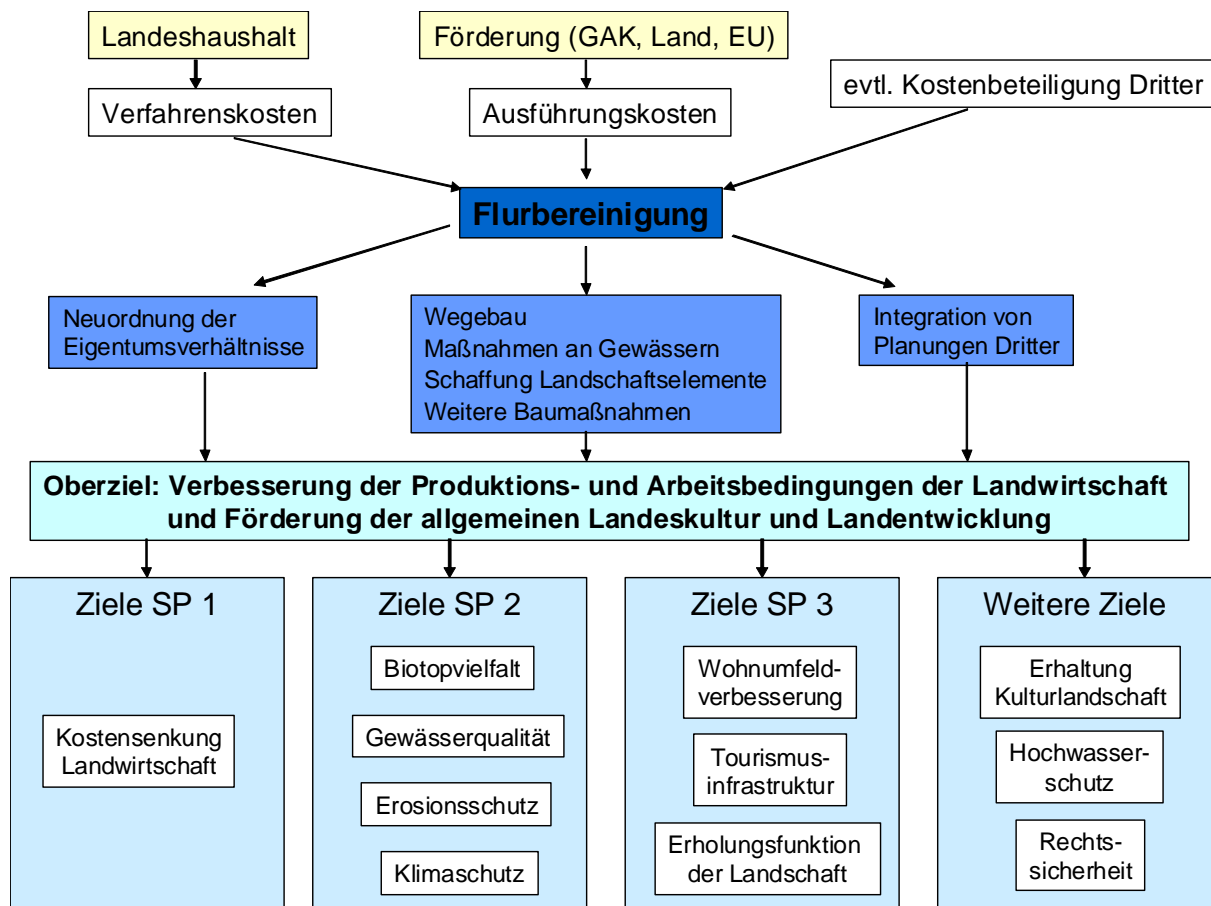 Landeshaushalt
Förderung (GAK, Land, EU)
evtl. Kostenbeteiligung Dritter
Verfahrenskosten
Ausführungskosten
Flurbereinigung
Neuordnung der
Eigentumsverhältnisse
Wegebau
Maßnahmen an Gewässern
Schaffung Landschaftselemente
Weitere Baumaßnahmen
Integration von
Planungen Dritter
Oberziel: Verbesserung der Produktions- und Arbeitsbedingungen der Landwirtschaft
und Förderung der allgemeinen Landeskultur und Landentwicklung
Ziele SP 1
Kostensenkung
Landwirtschaft
Ziele SP 2
Biotopvielfalt
Gewässerqualität
Erosionsschutz
Klimaschutz
Ziele SP 3
Wohnumfeld-
verbesserung
Tourismus-
infrastruktur
Erholungsfunktion
der Landschaft
Weitere Ziele
Erhaltung
Kulturlandschaft
Hochwasser-
schutz
Rechts-
sicherheit